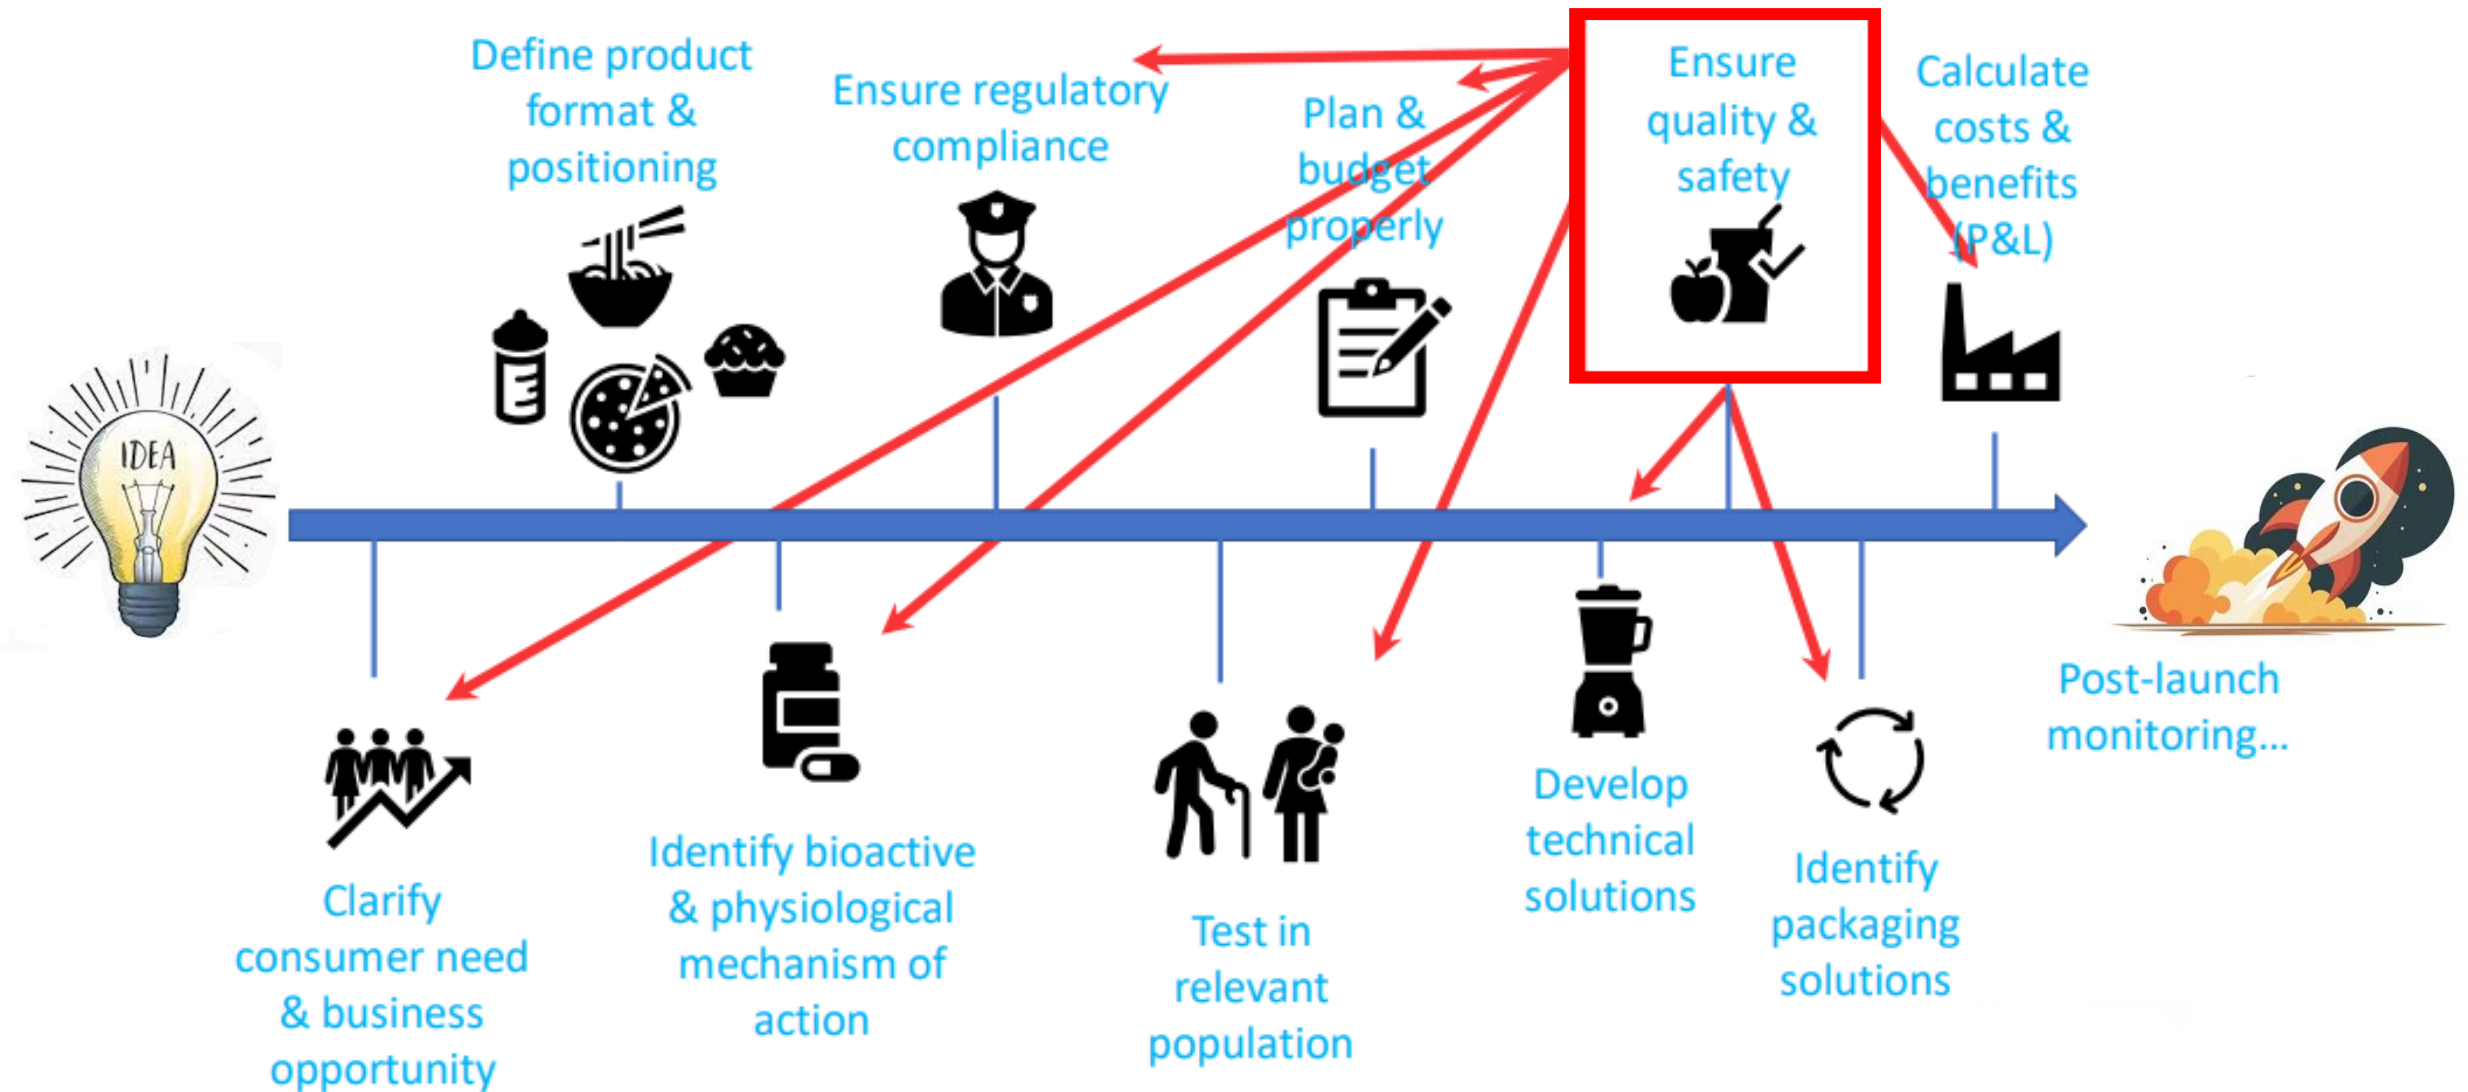 Define product
format &
positioning
Ensure regulatory
compliance
Plan &
budget
properly
Ensure
quality &
safety
Calculate
costs &
benefits
(P&L)
IDEA
Clarify
consumer need
& business
opportunity
Identify bioactive
& physiological
mechanism of
action
Test in
relevant
population
Develop
technical
solutions
Identify
packaging
solutions
Post-launch
monitoring...